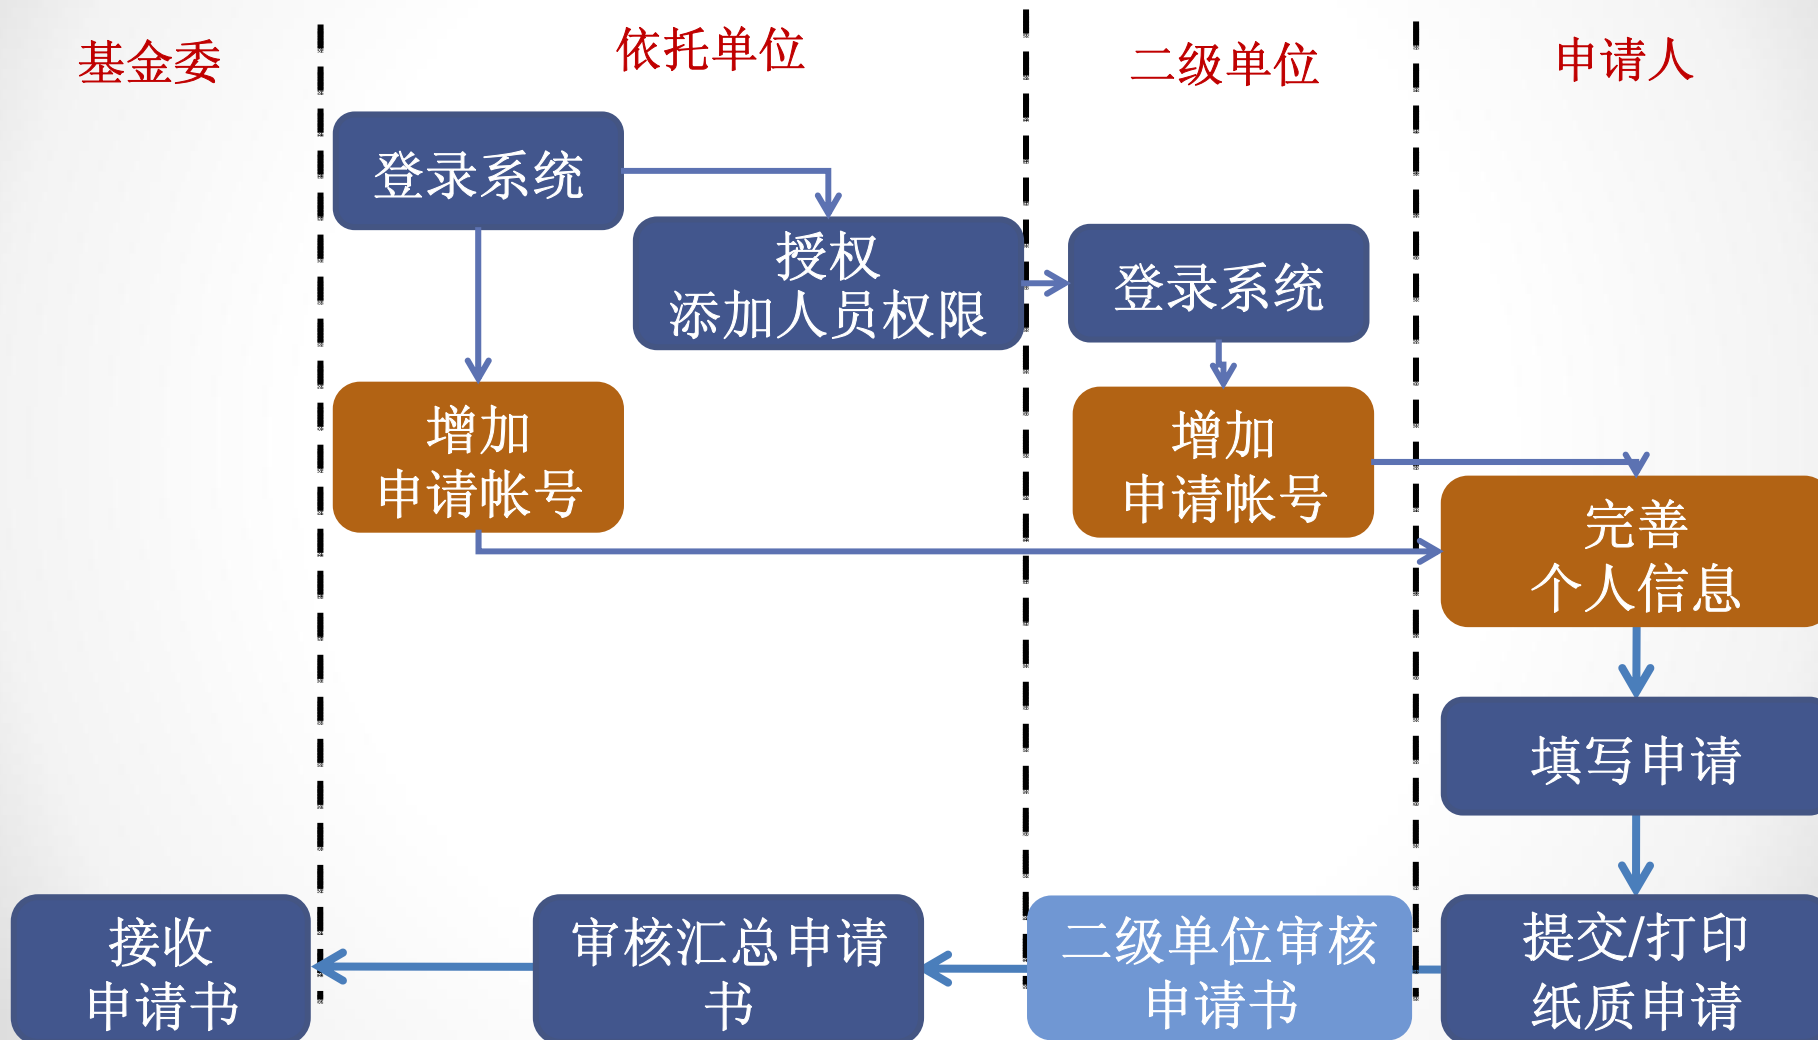 基金委
依托单位
二级单位
申请人
登录系统
授权
添加人员权限
登录系统
增加
申请帐号
增加
申请帐号
完善
个人信息
填写申请
接收
申请书
审核汇总申请
书
二级单位审核
申请书
提交/打印
纸质申请